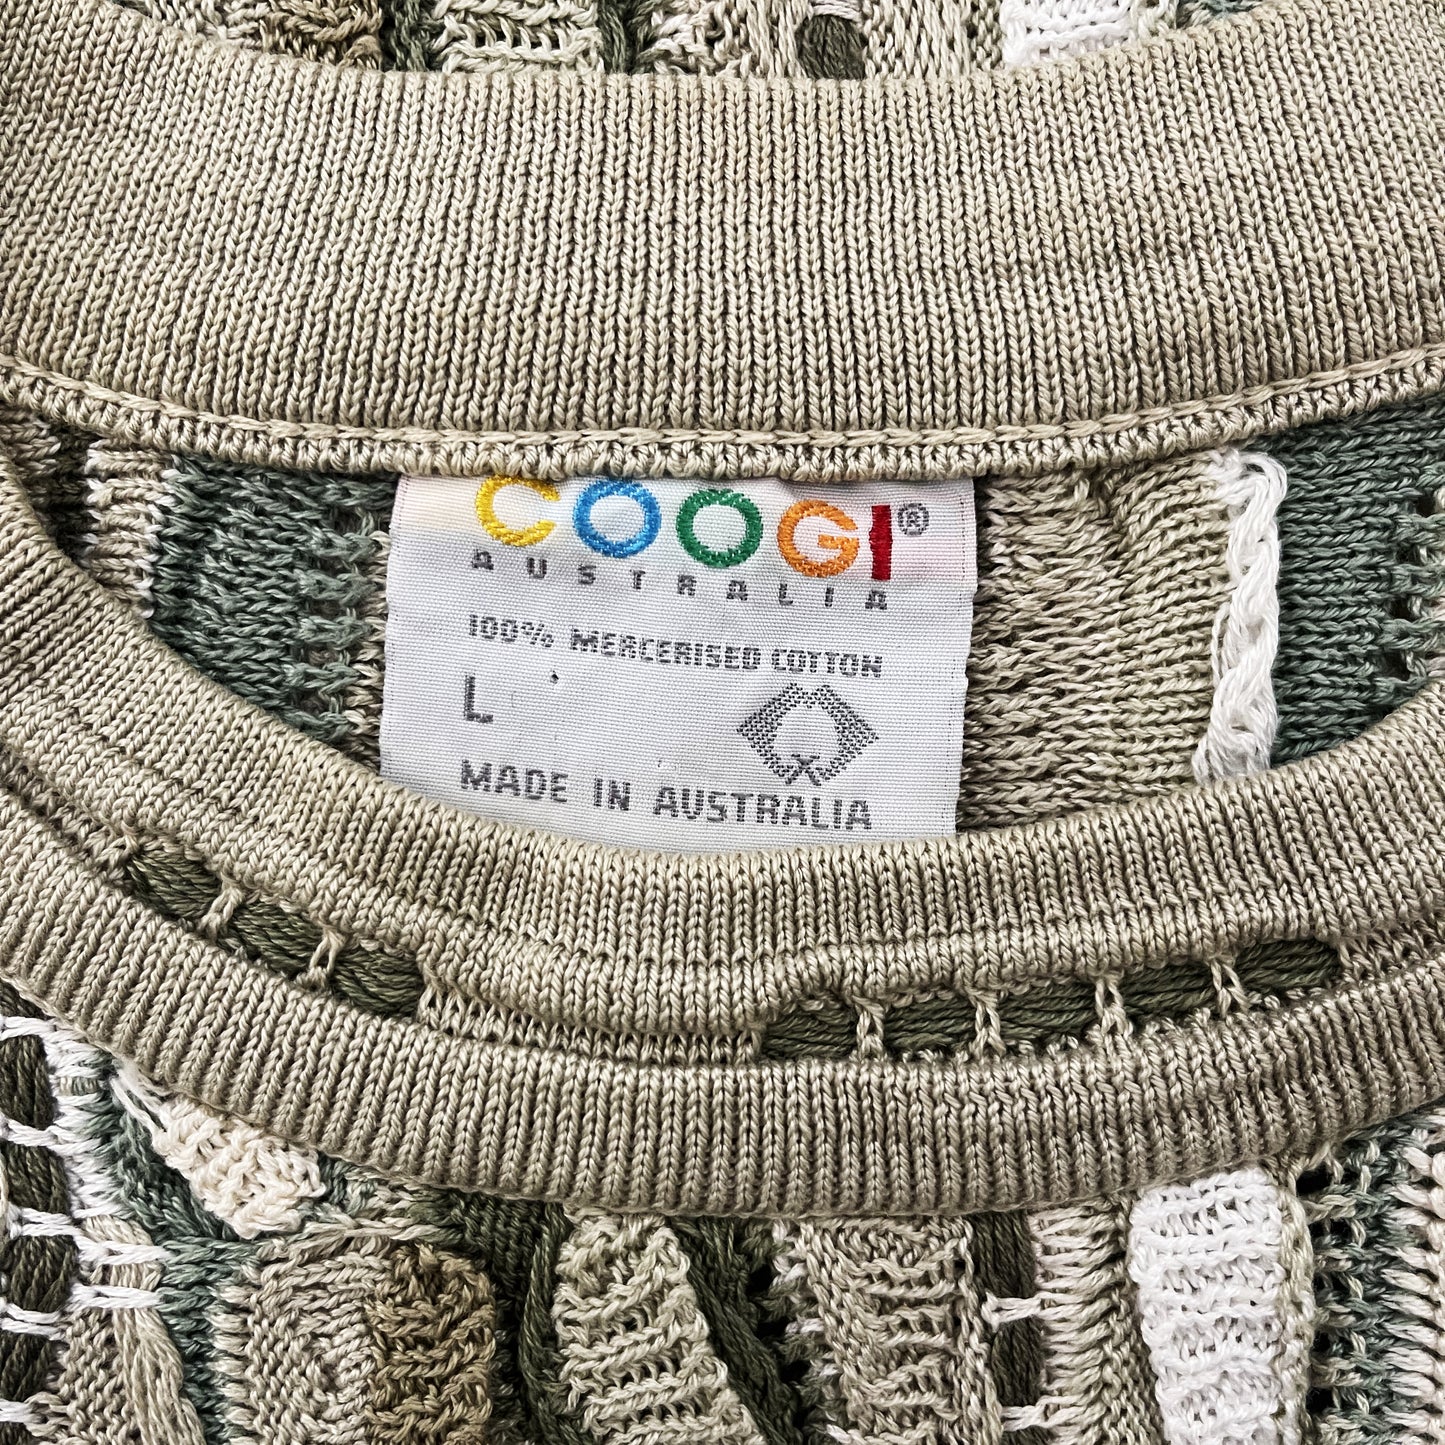 COOGI®
AUSTRALIA
100% MERCERISED COTTON
L
MADE IN AUSTRALIA